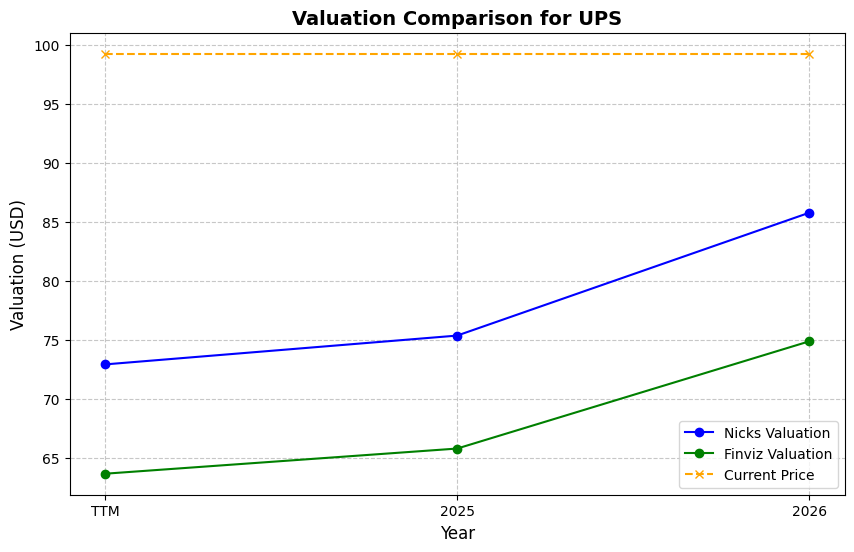 Valuation Comparison for UPS
Valuation (USD)
100
95
90
85
80
75
70
65
TTM
2025
2026
Year
Nicks Valuation
Finviz Valuation
Current Price